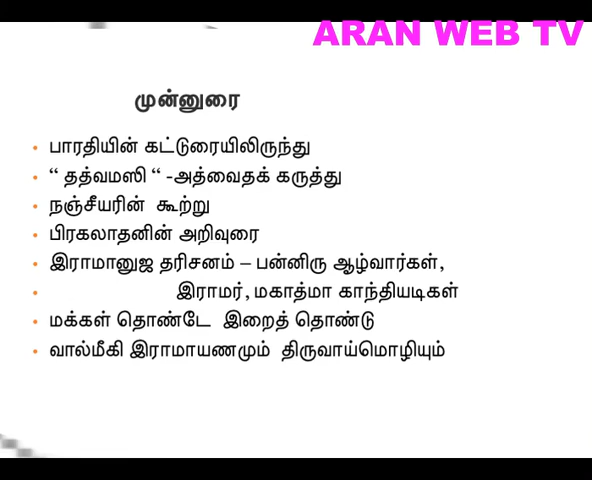 ARAN WEB TV
முன்னுரை
• பாரதியின் கட்டுரையிலிருந்து
• “ தத்வமஸி “ -அத்வைதக் கருத்து
• நஞ்சீயரின் கூற்று
• பிரகலாதனின் அறிவுரை
• இராமானுஜ தரிசனம் – பன்னிரு ஆழ்வார்கள்,
• இராமர், மகாத்மா காந்தியடிகள்
• மக்கள் தொண்டே இறைத் தொண்டு
• வால்மீகி இராமாயணமும் திருவாய்மொழியும்